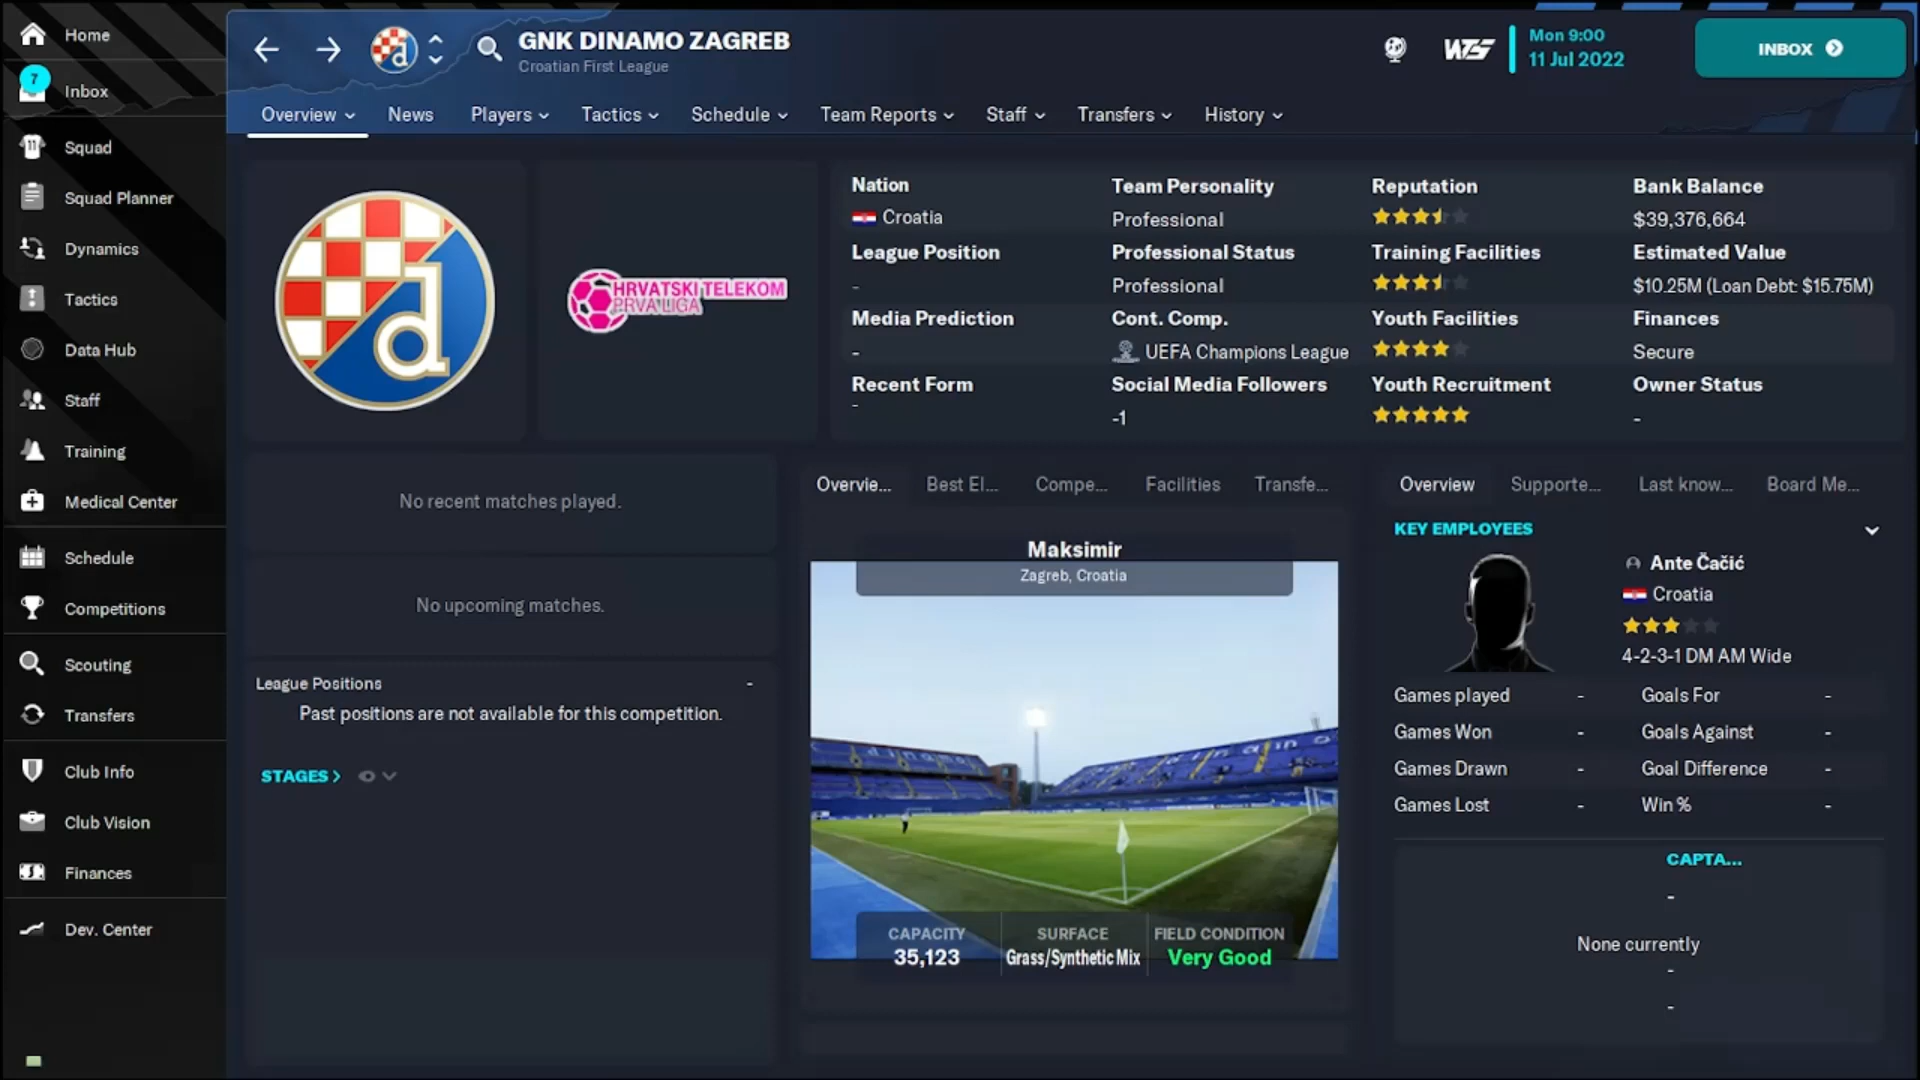 Home
7
Inbox
11
Squad
Squad Planner
Dynamics
Tactics
Data Hub
Staff
Training
Medical Center
Schedule
Competitions
Scouting
Transfers
Club Info
Club Vision
Finances
Dev. Center
GNK DINAMO ZAGREB
Croatian First League
Mon 9:00
11 Jul 2022
INBOX
Overview
News
Players
Tactics
Schedule
Team Reports
Staff
Transfers
History
d
HRVATSKI TELEKOM
PRVA LIGA
Nation
Croatia
League Position
-
Media Prediction
-
Recent Form
-
Team Personality
Professional
Professional Status
Professional
Cont. Comp.
UEFA Champions League
Social Media Followers
-1
Reputation
Training Facilities
Youth Facilities
Youth Recruitment
Bank Balance
$39,376,664
Estimated Value
$10.25M (Loan Debt: $15.75M)
Finances
Secure
Owner Status
-
No recent matches played.
No upcoming matches.
League Positions -
Past positions are not available for this competition.
STAGES
Overvie... Best El... Compe... Facilities Transfe...
Maksimir
Zagreb, Croatia
CAPACITY
35,123
SURFACE
Grass/Synthetic Mix
FIELD CONDITION
Very Good
Overview Supporte... Last know... Board Me...
KEY EMPLOYEES
Ante Čačić
Croatia
4-2-3-1 DM AM Wide
Games played - Goals For -
Games Won - Goals Against -
Games Drawn - Goal Difference -
Games Lost - Win % -
CAPTA...
-
None currently
-
-